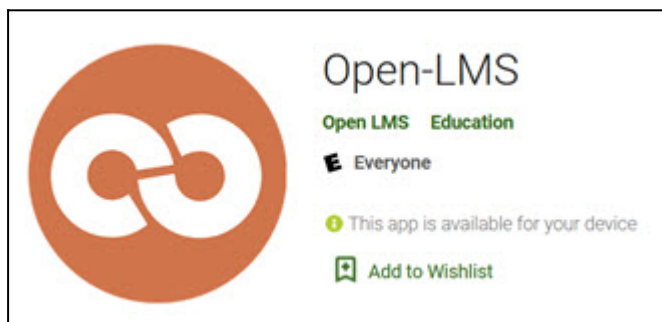 Open-LMS
Open LMS Education
E Everyone
This app is available for your device
Add to Wishlist